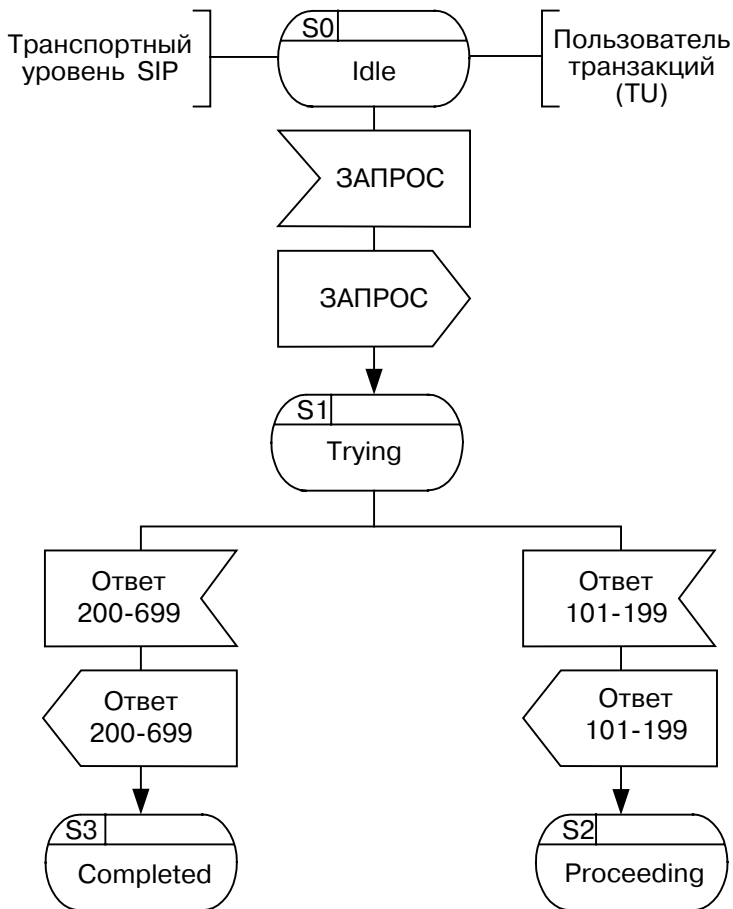 Транспортный
уровень SIP
S0
Idle
Пользователь
транзакций
(TU)
ЗАПРОС
ЗАПРОС
S1
Trying
Ответ
200-699
Ответ
101-199
Ответ
200-699
Ответ
101-199
S3
Completed
S2
Proceeding